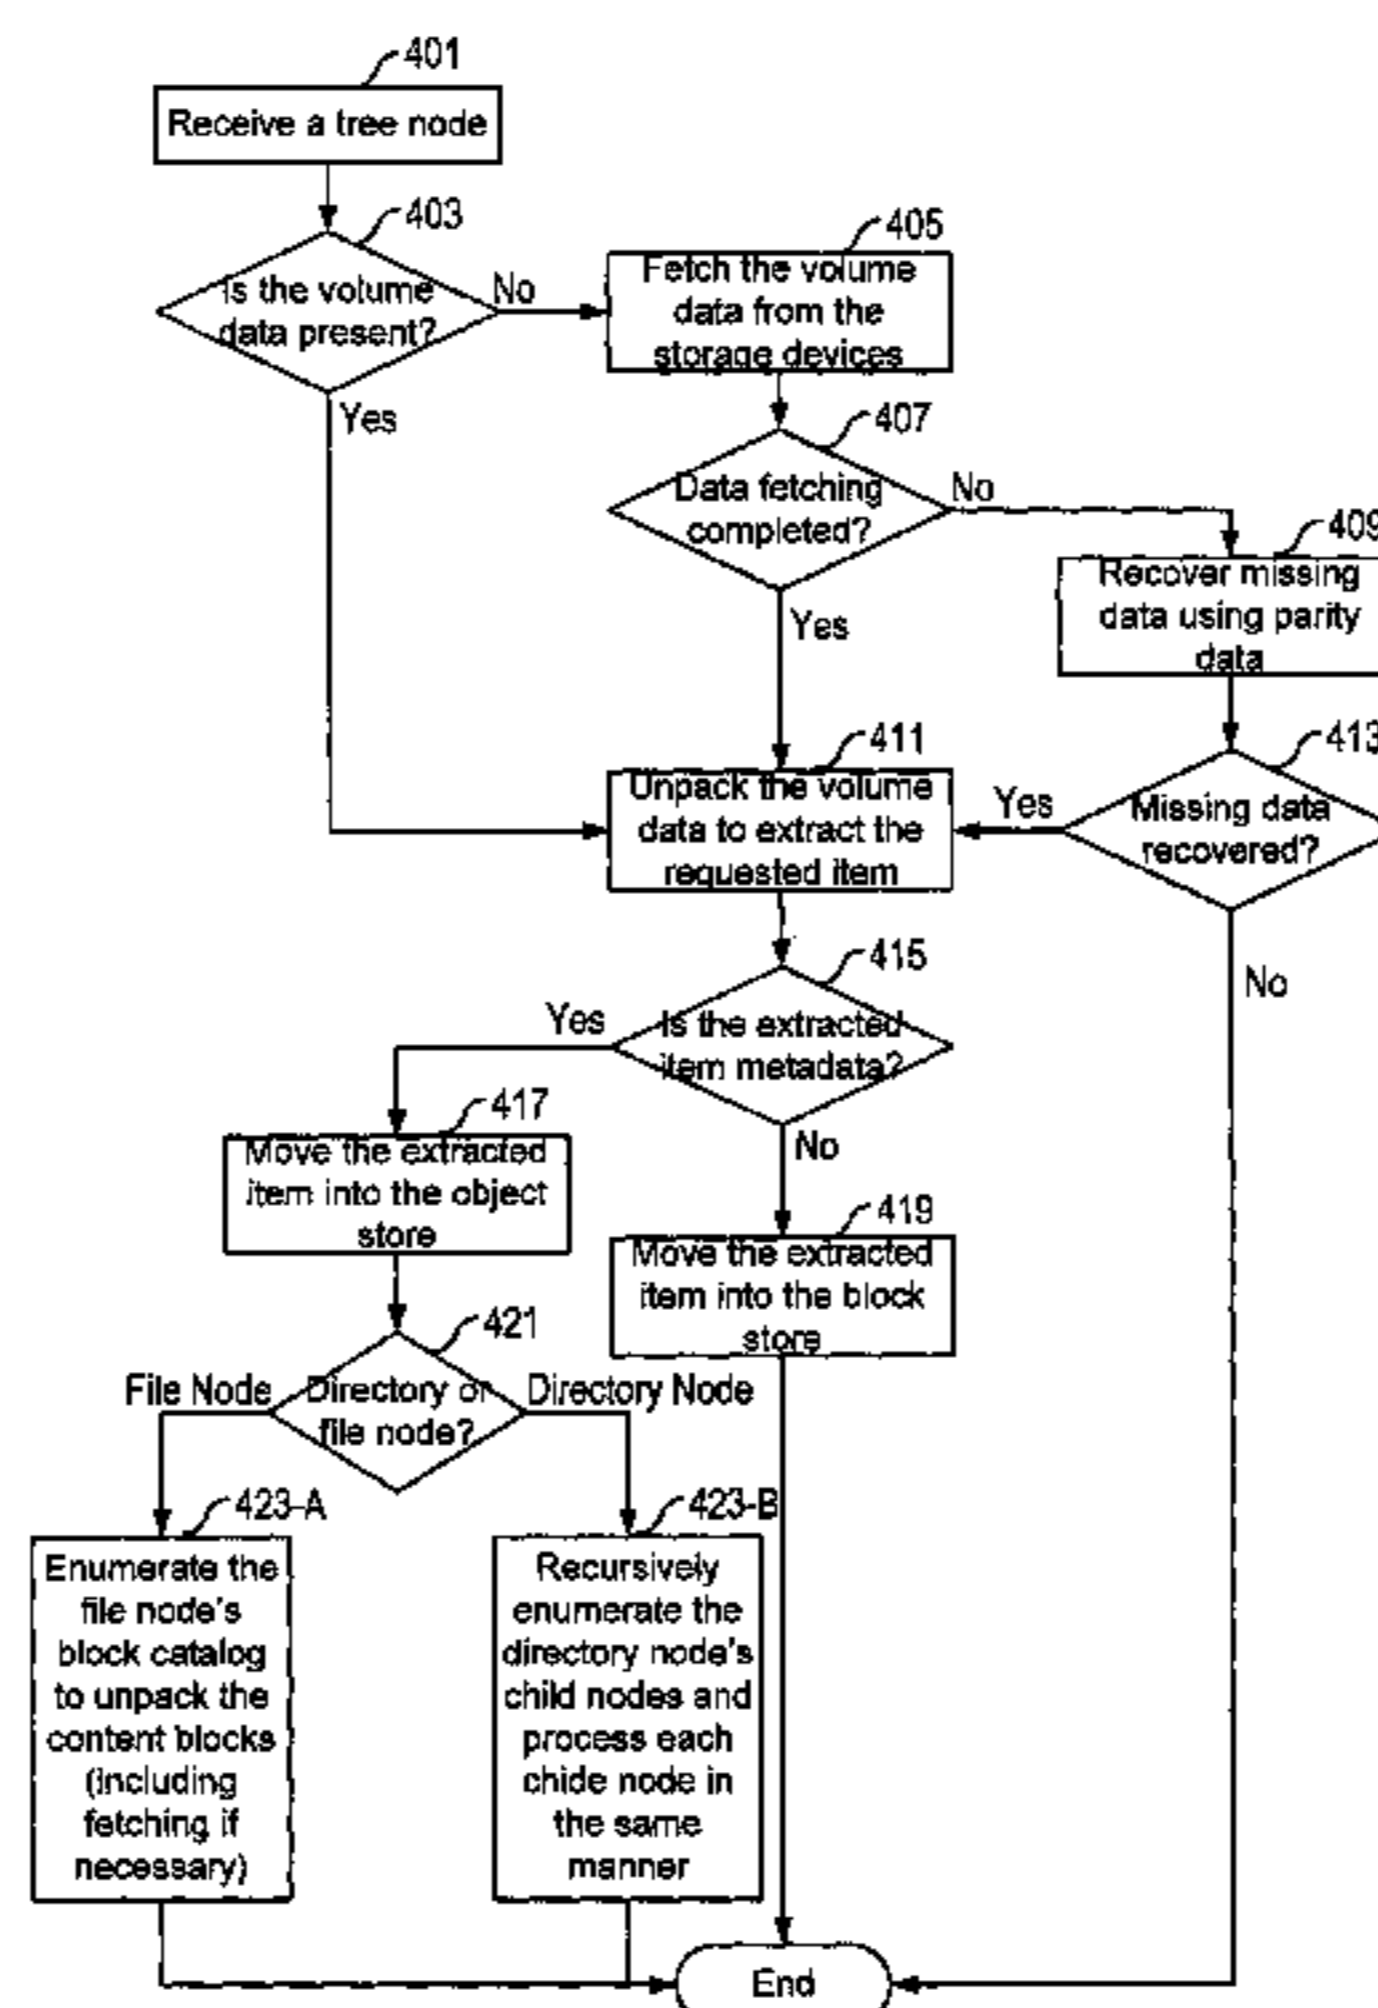 401
Receive a tree node
403
Is the volume
data present?
No
Yes
405
Fetch the volume
data from the
storage devices
407
Data fetching
completed?
No
Yes
409
Recover missing
data using parity
data
411
Unpack the volume
data to extract the
requested item
413
Missing data
recovered?
Yes
No
415
Is the extracted
item metadata?
Yes
No
417
Move the extracted
item into the object
store
419
Move the extracted
item into the block
store
421
Directory or
file node?
File Node
Directory Node
423-A
Enumerate the
file node's
block catalog
to unpack the
content blocks
(including
fetching if
necessary)
423-B
Recursively
enumerate the
directory node's
child nodes and
process each
chide node in
the same
manner
End